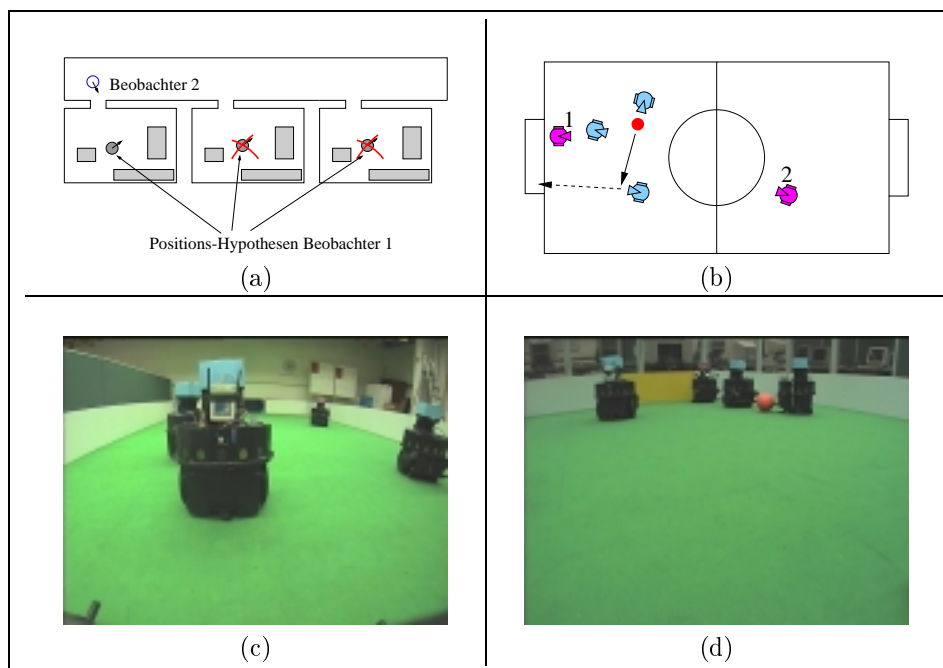 Beobachter 2
Positions-Hypothesen Beobachter 1
(a)
1
2
(b)
(c)
(d)